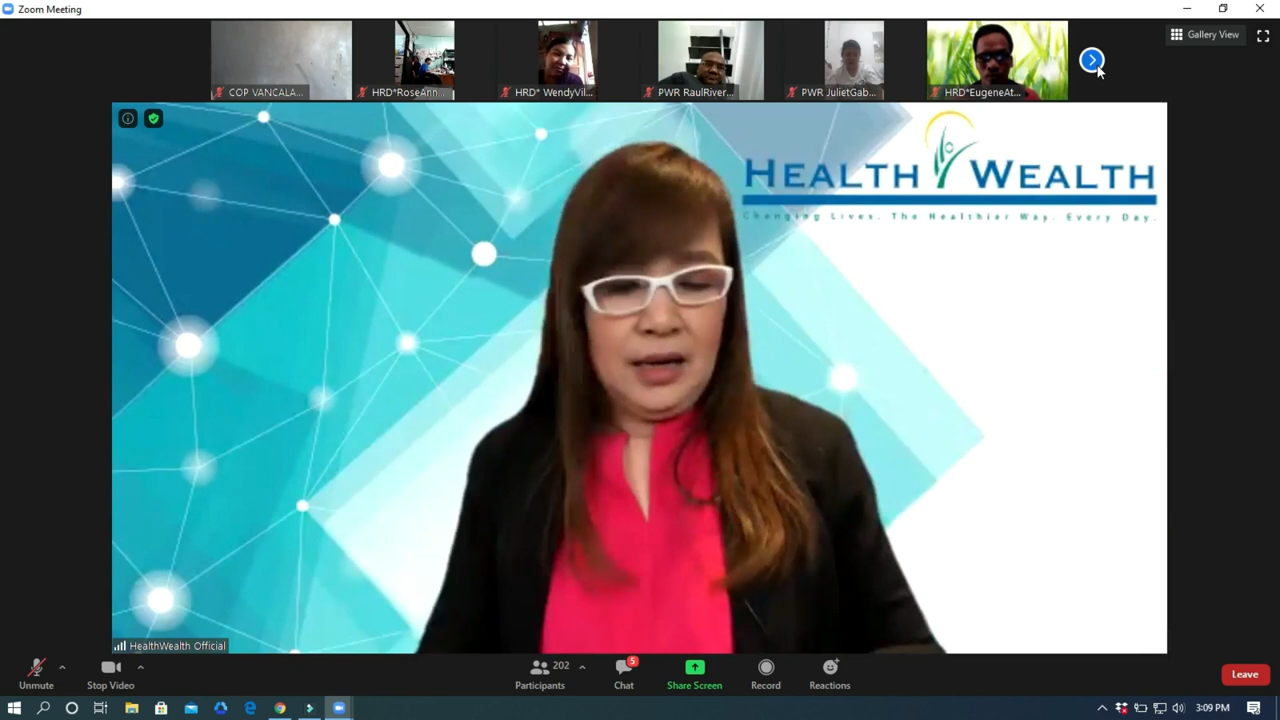 Zoom Meeting
Gallery View
COP VANCALA...
HRD*RoseAnn...
HRD* WendyVil...
PWR RaulRiver...
PWR JulietGab...
HRD*EugeneAt...
HEALTH WEALTH
Changing Lives. The Healthier Way. Every Day.
HealthWealth Official
Unmute
Stop Video
Participants
202
Chat
5
Share Screen
Record
Reactions
Leave
3:09 PM